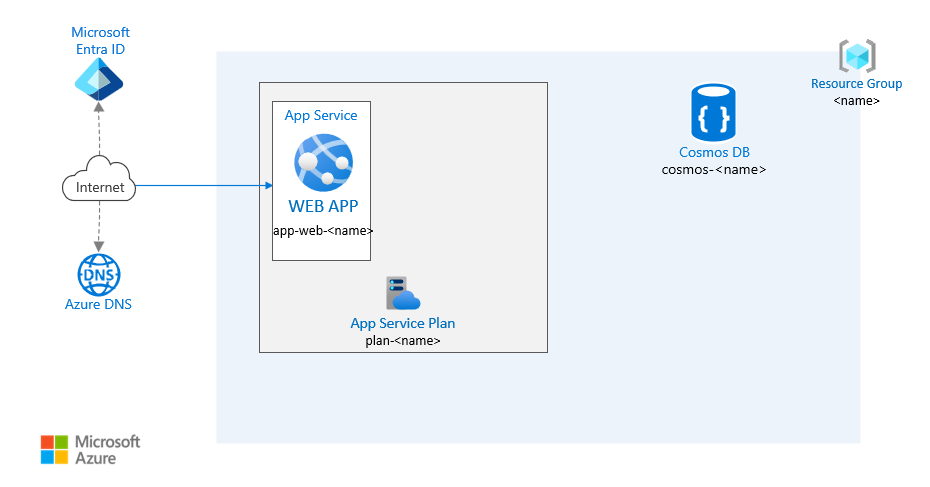 Microsoft
Entra ID
Internet
DNS
Azure DNS
App Service
WEB APP
app-web-<name>
App Service Plan
plan-<name>
{ }
Cosmos DB
cosmos-<name>
Resource Group
<name>
Microsoft
Azure